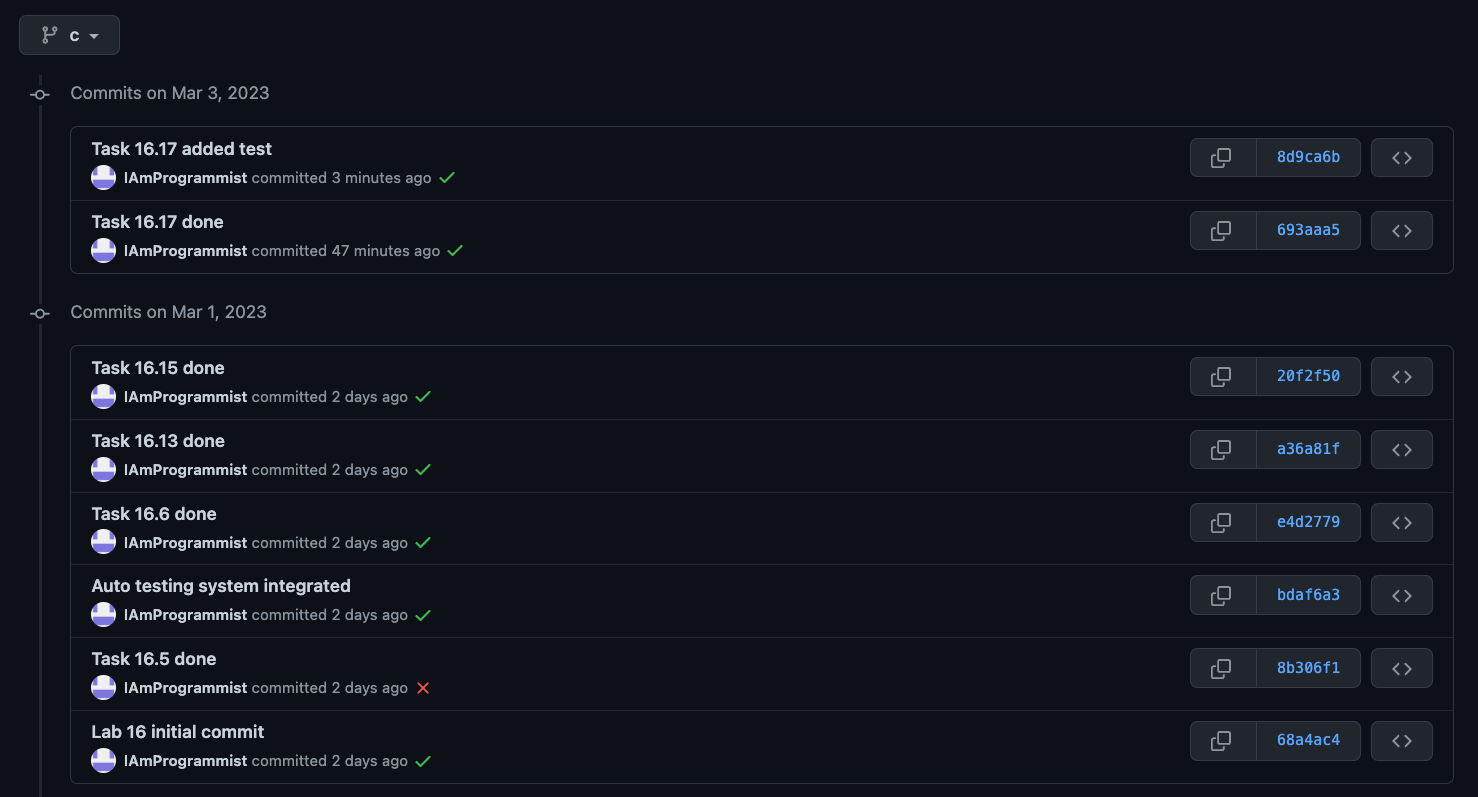 c
Commits on Mar 3, 2023
Task 16.17 added test
IAmProgrammist committed 3 minutes ago
8d9ca6b
Task 16.17 done
IAmProgrammist committed 47 minutes ago
693aaa5
Commits on Mar 1, 2023
Task 16.15 done
IAmProgrammist committed 2 days ago
20f2f50
Task 16.13 done
IAmProgrammist committed 2 days ago
a36a81f
Task 16.6 done
IAmProgrammist committed 2 days ago
e4d2779
Auto testing system integrated
IAmProgrammist committed 2 days ago
bdaf6a3
Task 16.5 done
IAmProgrammist committed 2 days ago
8b306f1
Lab 16 initial commit
IAmProgrammist committed 2 days ago
68a4ac4